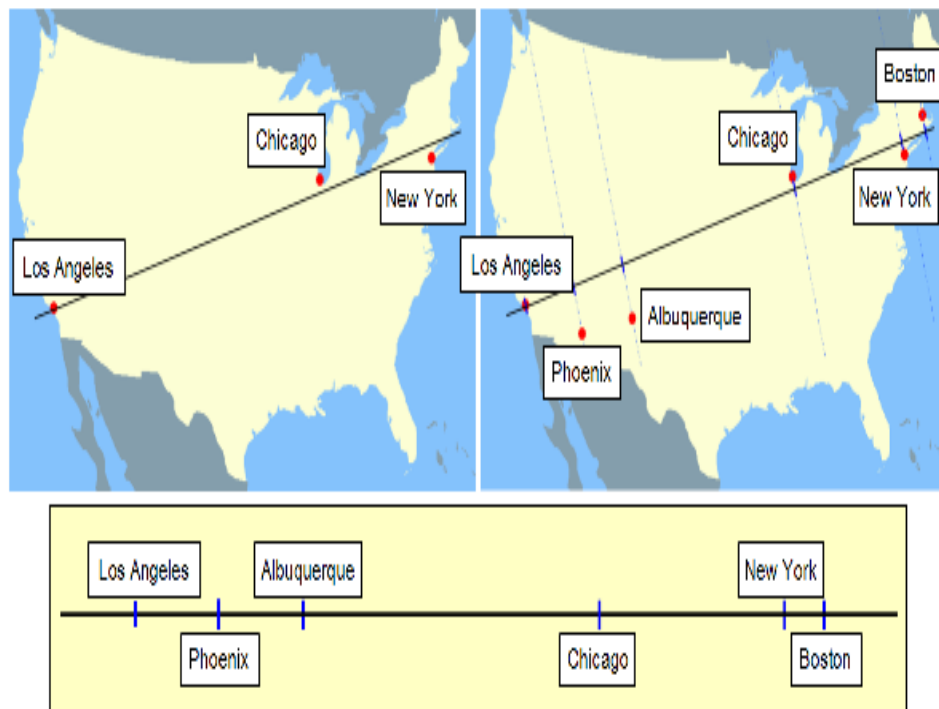 Chicago
New York
Los Angeles
Boston
Chicago
New York
Los Angeles
Albuquerque
Phoenix
Los Angeles
Albuquerque
New York
Phoenix
Chicago
Boston